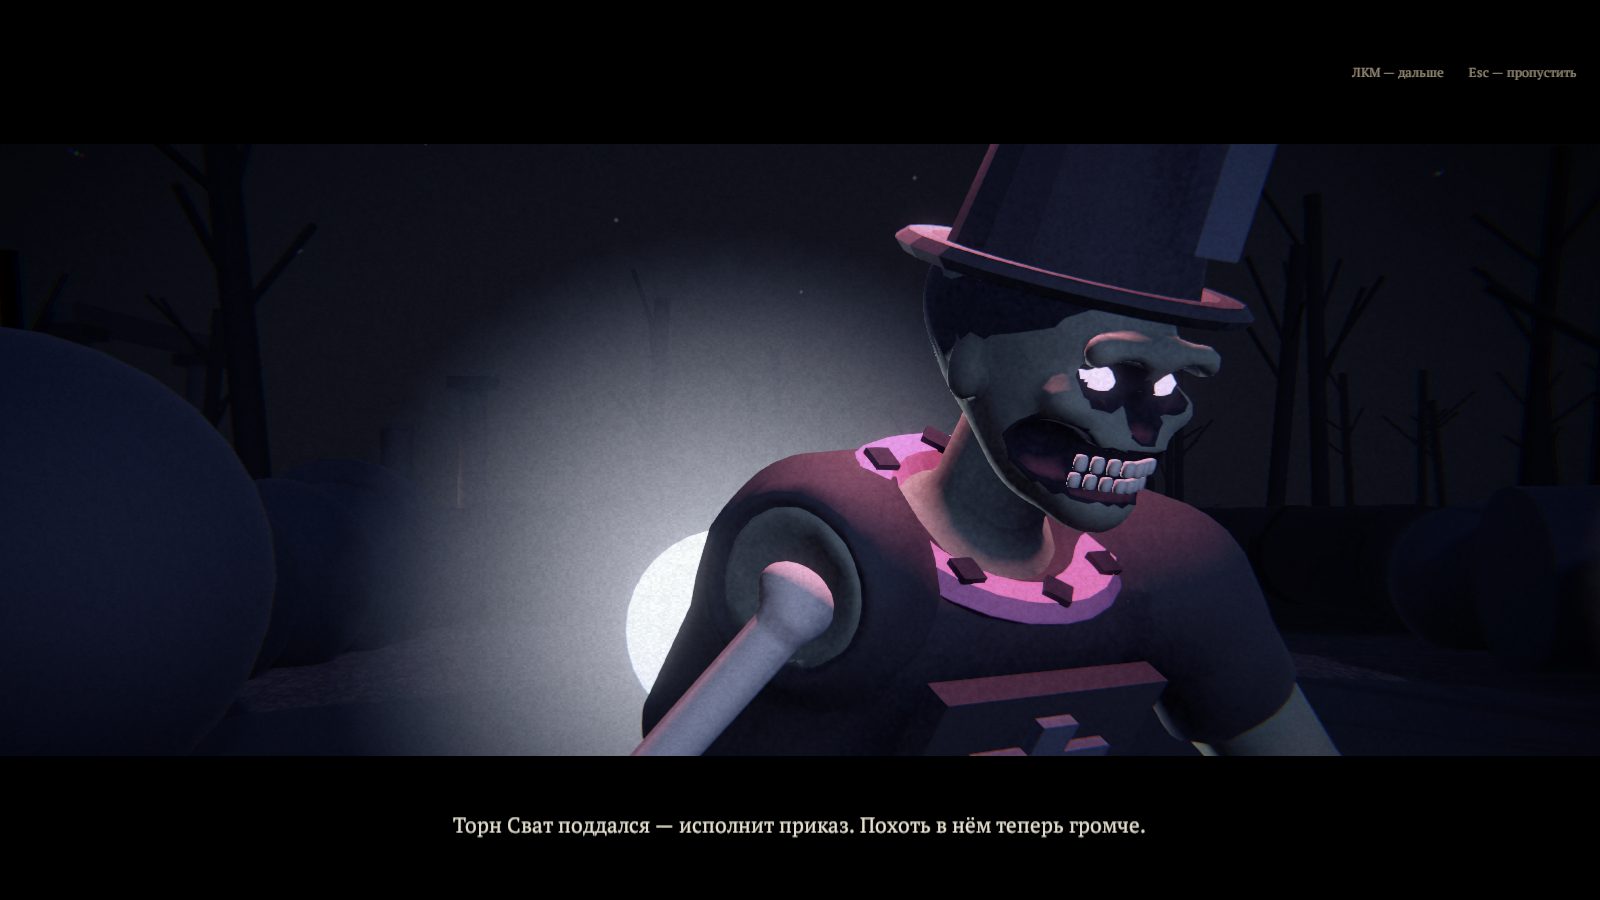 ЛКМ — дальше Esc — пропустить
Торн Сват поддался — исполнит приказ. Похоть в нём теперь громче.